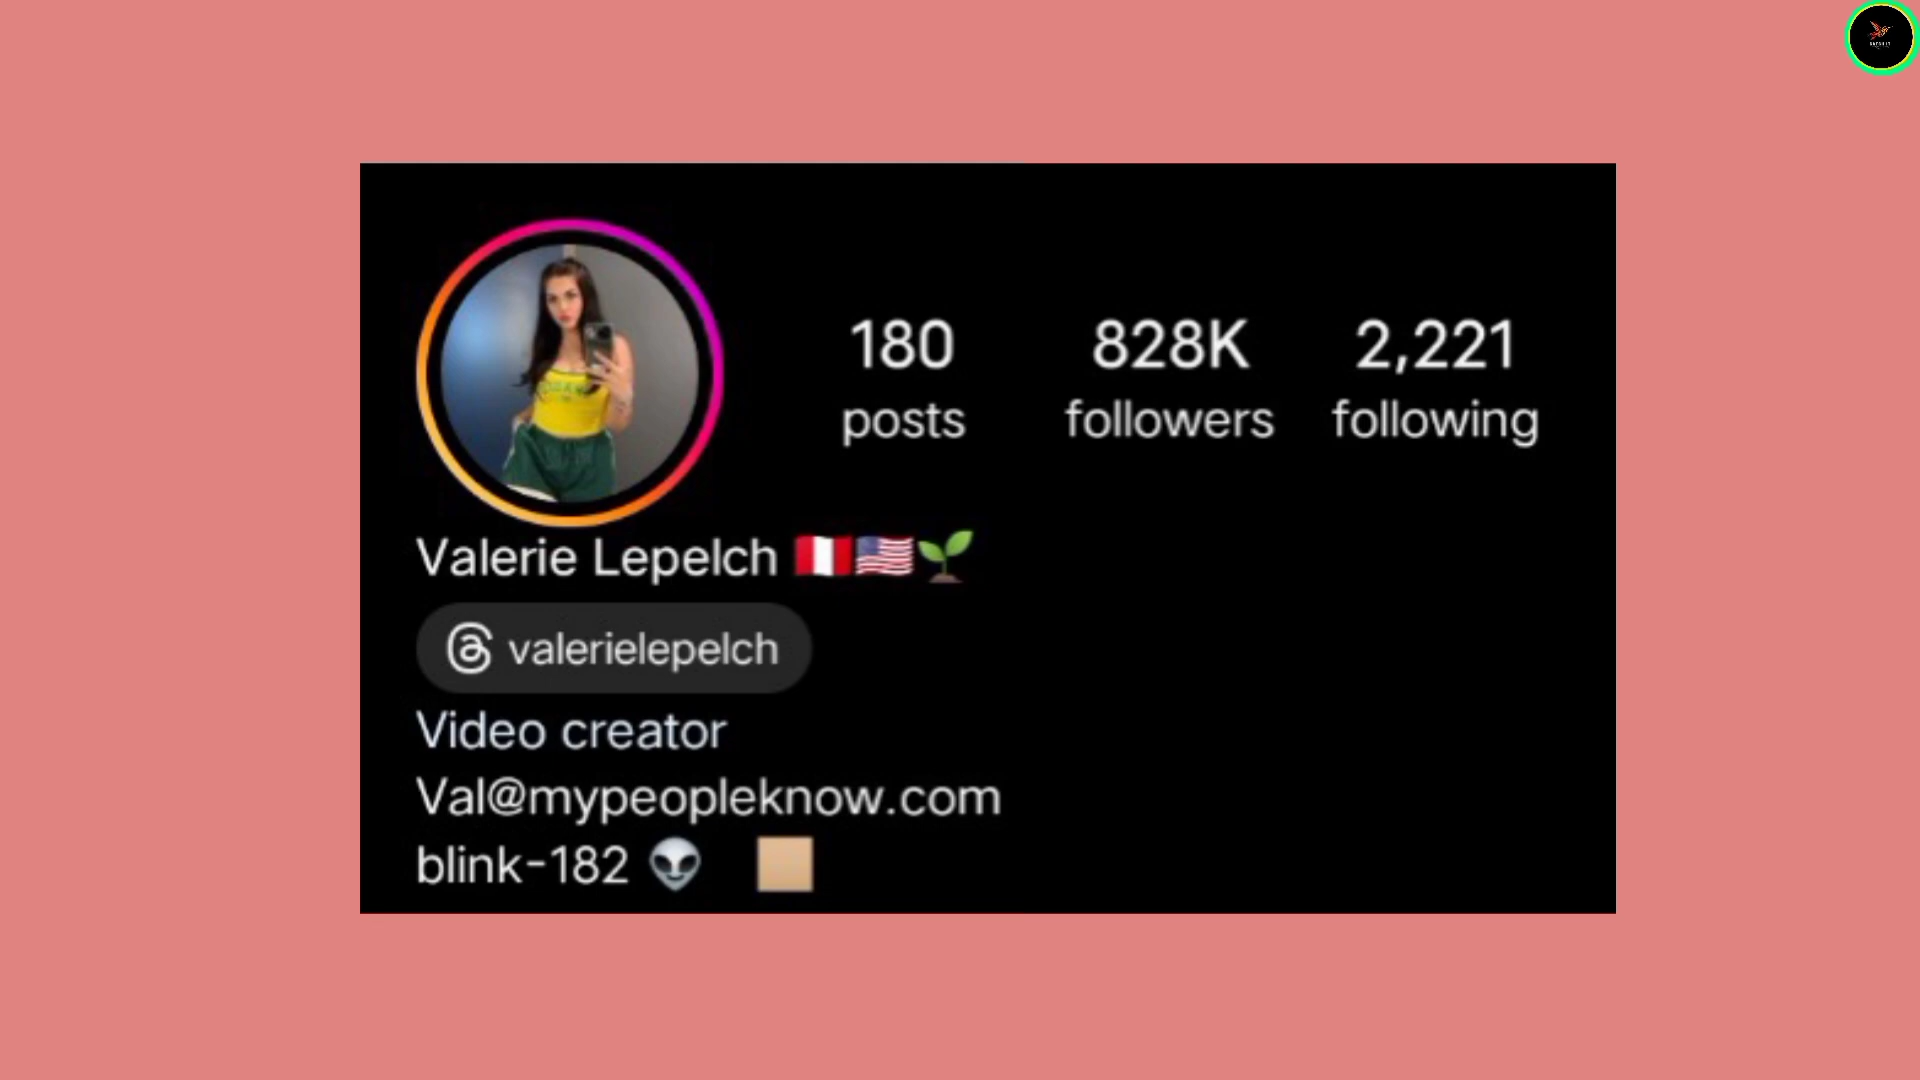 180 828K 2,221
posts followers following
Valerie Lepelch 🇵🇪🇺🇸🌱
valerielepelch
Video creator
Val@mypeopleknow.com
blink-182 👽